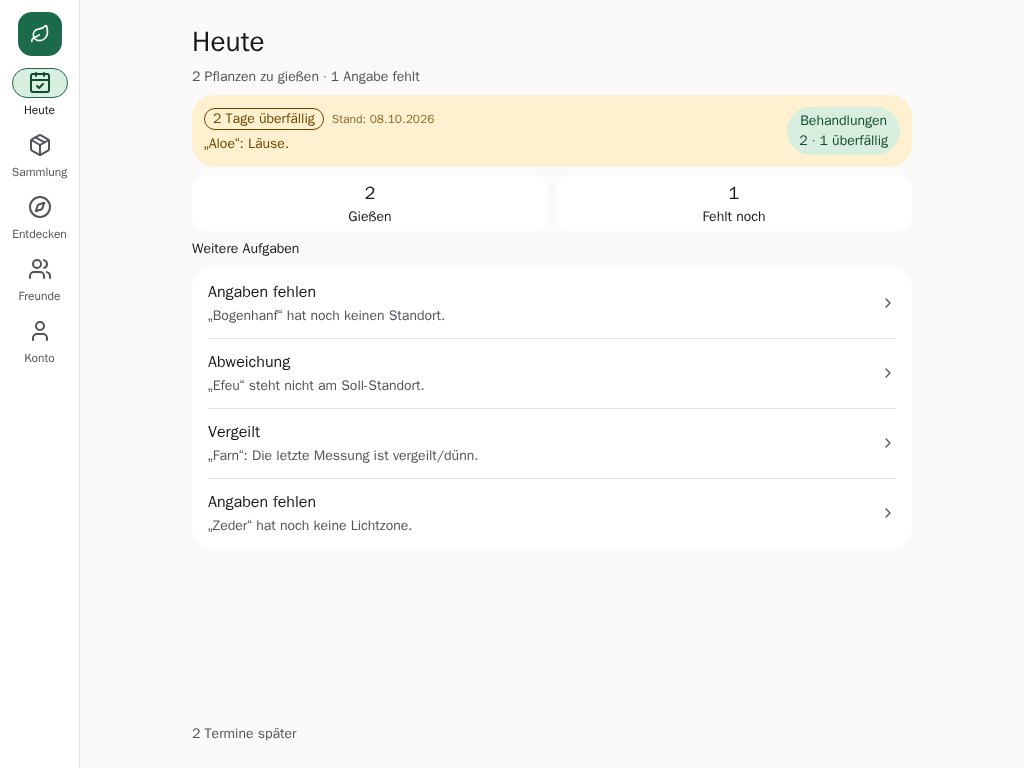 Heute
Sammlung
Entdecken
Freunde
Konto
Heute
2 Pflanzen zu gießen · 1 Angabe fehlt
2 Tage überfällig Stand: 08.10.2026
„Aloe“: Läuse.
Behandlungen
2 · 1 überfällig
2
Gießen
1
Fehlt noch
Weitere Aufgaben
Angaben fehlen
„Bogenhanf“ hat noch keinen Standort.
Abweichung
„Efeu“ steht nicht am Soll-Standort.
Vergeilt
„Farn“: Die letzte Messung ist vergeilt/dünn.
Angaben fehlen
„Zeder“ hat noch keine Lichtzone.
2 Termine später